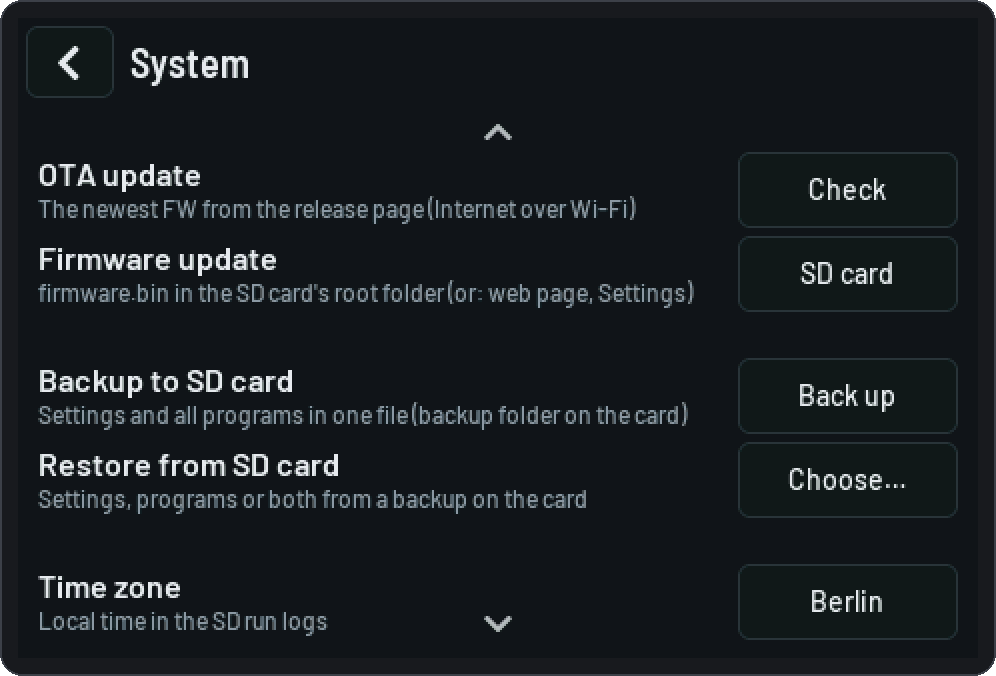 System
OTA update
The newest FW from the release page (Internet over Wi-Fi)
Check
Firmware update
firmware.bin in the SD card's root folder (or: web page, Settings)
SD card
Backup to SD card
Settings and all programs in one file (backup folder on the card)
Back up
Restore from SD card
Settings, programs or both from a backup on the card
Choose...
Time zone
Local time in the SD run logs
Berlin